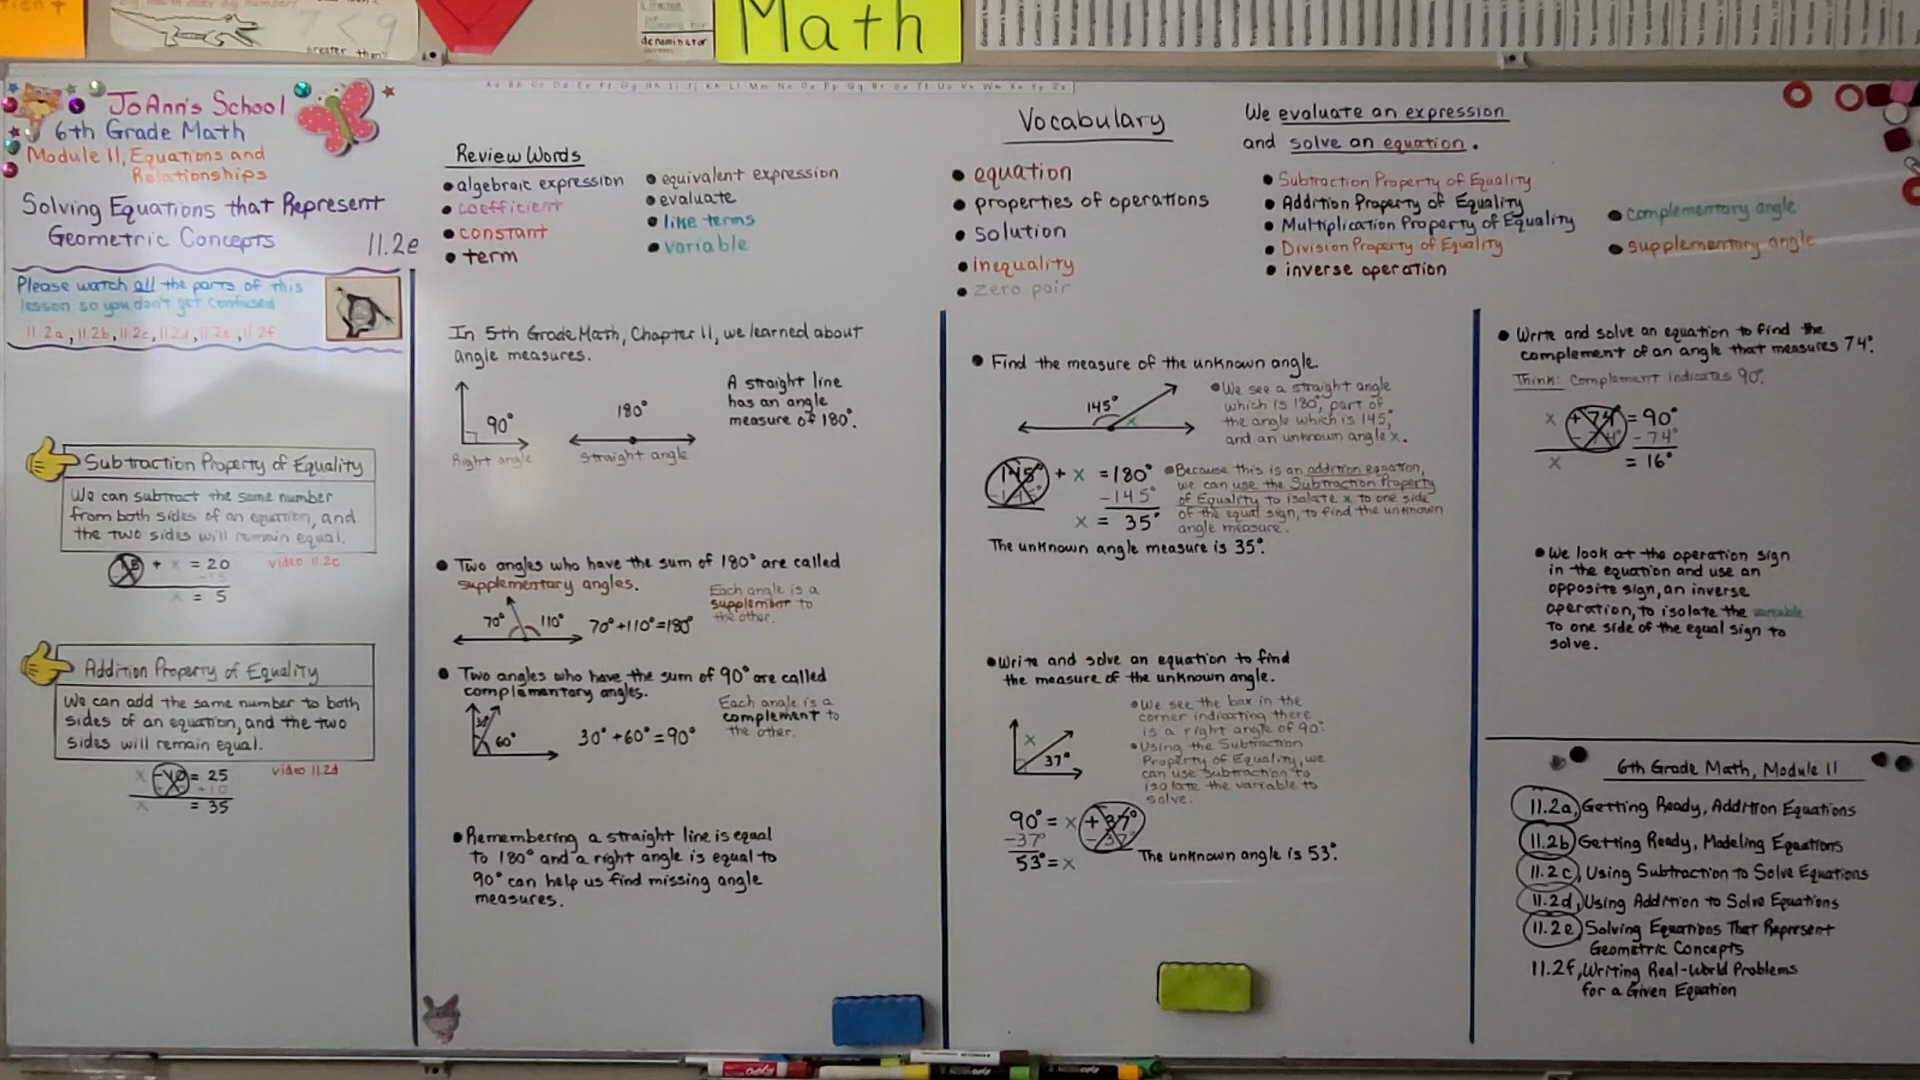 Math
denominator
greater than?
7 < 9
JoAnn's School
6th Grade Math
Module 11, Equations and
Relationships
Solving Equations that Represent
Geometric Concepts 11.2e
Please watch all the parts of this
lesson so you don't get confused
11.2a, 11.2b, 11.2c, 11.2d, 11.2e, 11.2f
Subtraction Property of Equality
We can subtract the same number
from both sides of an equation, and
the two sides will remain equal.
15 + x = 20
-15
x = 5
video 11.2c
Addition Property of Equality
We can add the same number to both
sides of an equation, and the two
sides will remain equal.
x -10 = 25
+10
x = 35
video 11.2d
Review Words
• algebraic expression
• coefficient
• constant
• term
• equivalent expression
• evaluate
• like terms
• variable
In 5th Grade Math, Chapter 11, we learned about
angle measures.
90°
Right angle
180°
Straight angle
A straight line
has an angle
measure of 180°.
• Two angles who have the sum of 180° are called
supplementary angles.
70° 110° 70°+110°=180°
Each angle is a
supplement to
the other.
• Two angles who have the sum of 90° are called
complementary angles.
30° 60° 30°+60°=90°
Each angle is a
complement to
the other.
• Remembering a straight line is equal
to 180° and a right angle is equal to
90° can help us find missing angle
measures.
Vocabulary
• equation
• properties of operations
• solution
• inequality
• zero pair
We evaluate an expression
and solve an equation.
• Subtraction Property of Equality
• Addition Property of Equality
• Multiplication Property of Equality
• Division Property of Equality
• inverse operation
• complementary angle
• supplementary angle
• Find the measure of the unknown angle.
145° x
• We see a straight angle
which is 180°, part of
the angle which is 145°,
and an unknown angle x.
145° + x = 180°
-145° -145
x = 35°
• Because this is an addition equation,
we can use the Subtraction Property
of Equality to isolate x to one side
of the equal sign, to find the unknown
angle measure.
The unknown angle measure is 35°.
• Write and solve an equation to find
the measure of the unknown angle.
x 37°
• We see the box in the
corner indicating there
is a right angle of 90°.
• Using the Subtraction
Property of Equality, we
can use subtraction to
isolate the variable to
solve.
90° = x + 37°
-37° -37°
53° = x
The unknown angle is 53°.
• Write and solve an equation to find the
complement of an angle that measures 74°.
Think: Complement indicates 90°.
x + 74° = 90°
-74° -74°
x = 16°
• We look at the operation sign
in the equation and use an
opposite sign, an inverse
operation, to isolate the variable
to one side of the equal sign to
solve.
6th Grade Math, Module 11
11.2a, Getting Ready, Addition Equations
11.2b Getting Ready, Modeling Equations
11.2c, Using Subtraction to Solve Equations
11.2d, Using Addition to Solve Equations
11.2e, Solving Equations That Represent
Geometric Concepts
11.2f, Writing Real-World Problems
for a Given Equation